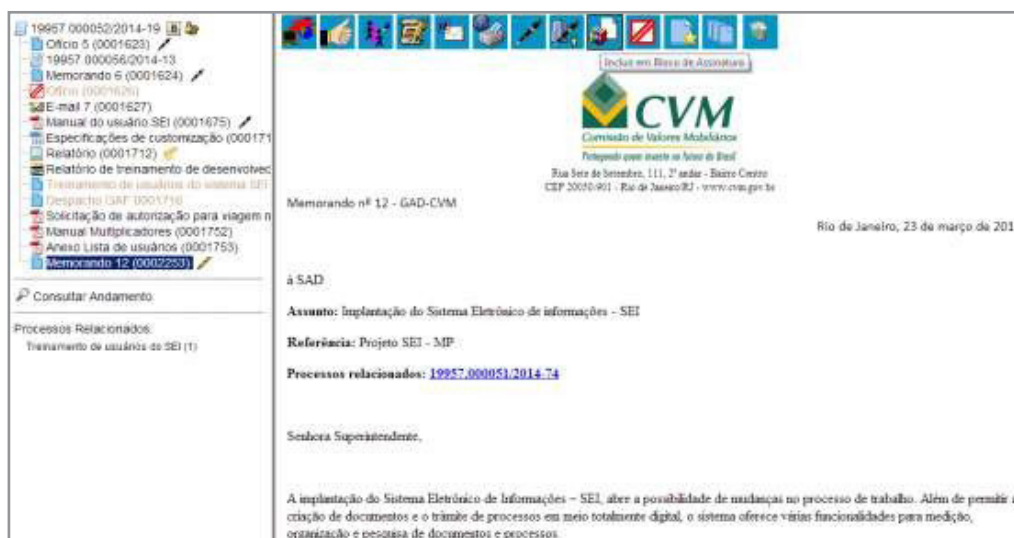 19957.000052/2014-19
Ofício 5 (0001623)
19957.000056/2014-13
Memorando 6 (0001624)
Ofício (0001626)
E-mail 7 (0001627)
Manual do usuário SEI (0001675)
Especificações de customização (000171
Relatório (0001712)
Relatório de treinamento de desenvolved
Treinamento de usuários do sistema SEI
Despacho GAF 0001716
Solicitação de autorização para viagem n
Manual Multiplicadores (0001752)
Anexo Lista de usuários (0001753)
Memorando 12 (0002253)
Consultar Andamento
Processos Relacionados:
Treinamento de usuários do SEI (1)
Incluir em Bloco de Assinatura
CVM
Comissão de Valores Mobiliários
Protegendo quem investe no futuro do Brasil
Rua Sete de Setembro, 111, 2º andar - Bairro Centro
CEP 20050-901 - Rio de Janeiro/RJ - www.cvm.gov.br
Memorando nº 12 - GAD-CVM
Rio de Janeiro, 23 de março de 201
à SAD
Assunto: Implantação do Sistema Eletrônico de informações - SEI
Referência: Projeto SEI - MP
Processos relacionados: 19957.000051/2014-74
Senhora Superintendente,
A implantação do Sistema Eletrônico de Informações – SEI, abre a possibilidade de mudanças no processo de trabalho. Além de permitir a
criação de documentos e o trâmite de processos em meio totalmente digital, o sistema oferece várias funcionalidades para medição,
organização e pesquisa de documentos e processos.